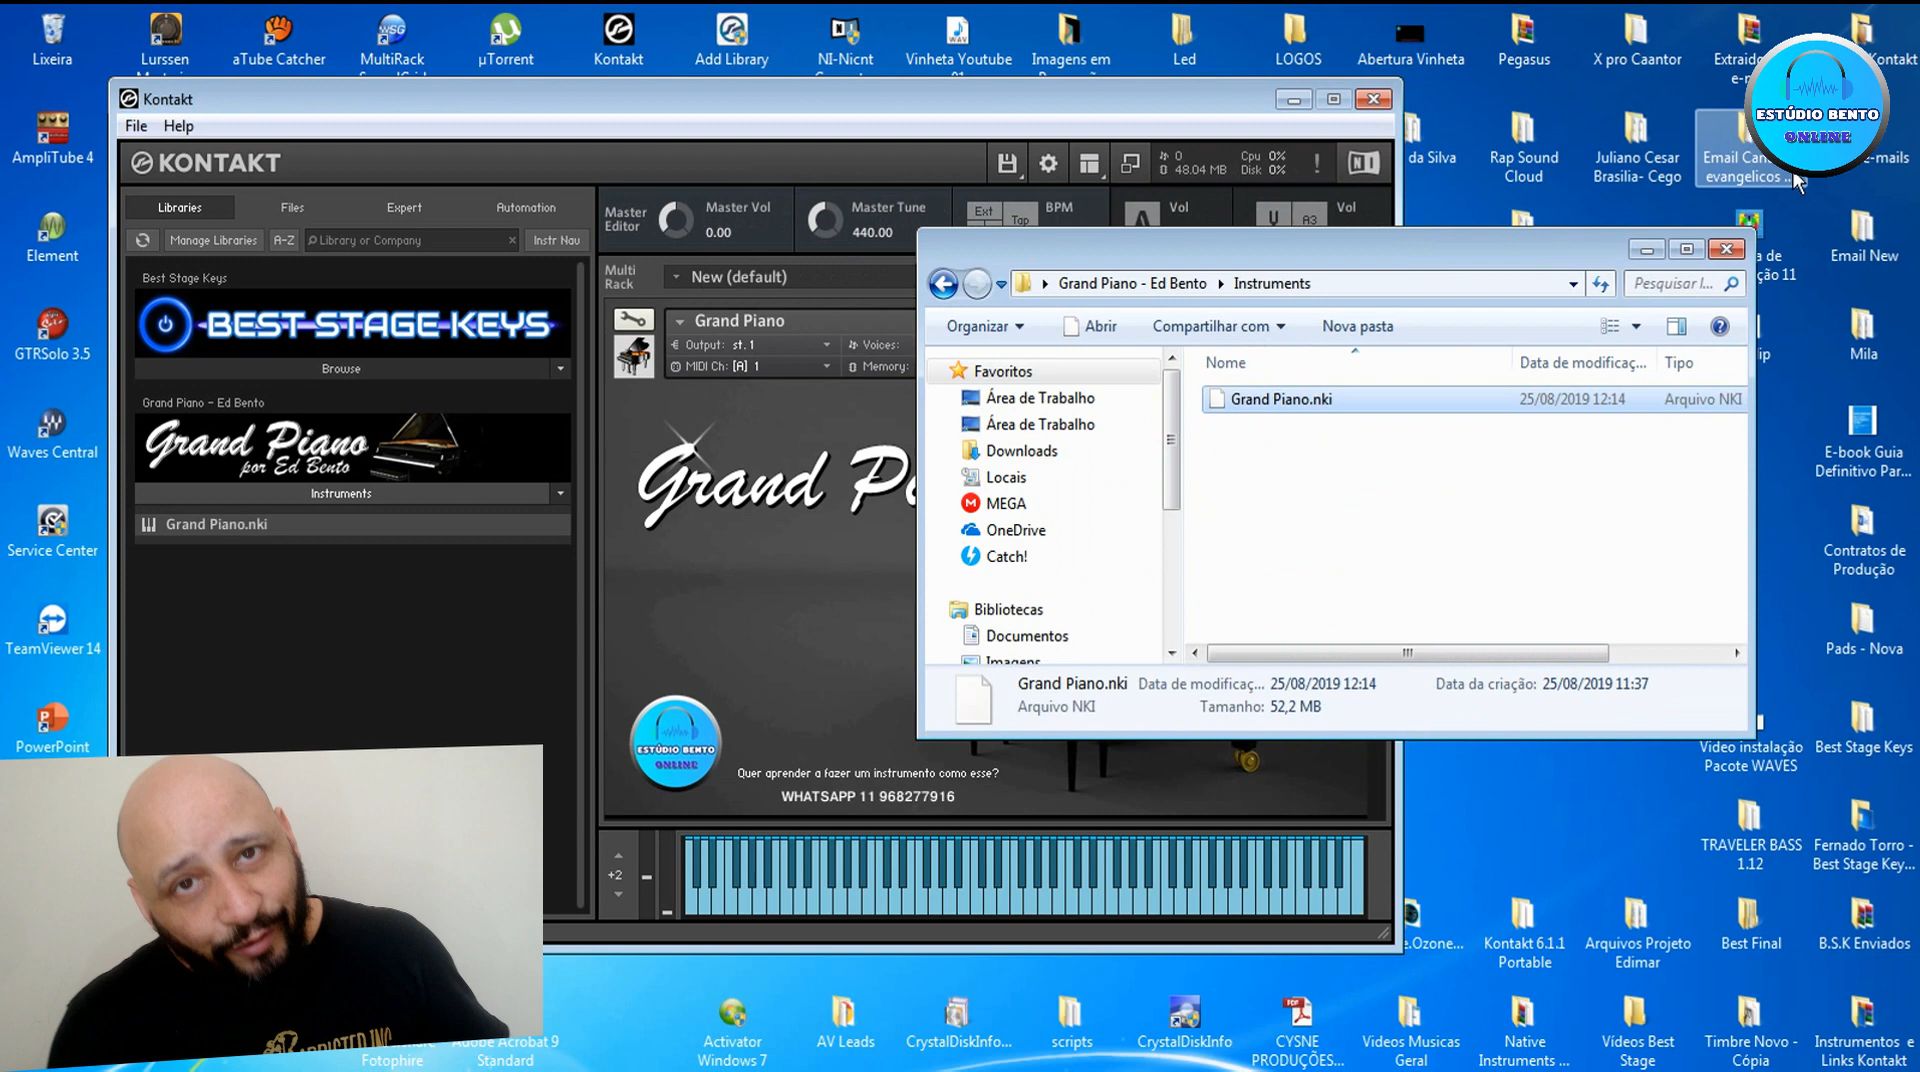 Lixeira
Lurssen
aTube Catcher
MultiRack
µTorrent
Kontakt
Add Library
NI-Nicnt
Vinheta Youtube
Imagens em
Led
LOGOS
Abertura Vinheta
Pegasus
X pro Caantor
Extraido
Kontakt
ESTÚDIO BENTO
ONLINE
AmpliTube 4
da Silva
Rap Sound
Cloud
Juliano Cesar
Brasilia- Cego
Email Can
evangelicos ...
e-mails
Element
Email New
GTRSolo 3.5
Mila
Waves Central
E-book Guia
Definitivo Par...
Service Center
Contratos de
Produção
TeamViewer 14
Pads - Nova
PowerPoint
Video instalação
Pacote WAVES
Best Stage Keys
TRAVELER BASS
1.12
Fernado Torro -
Best Stage Key...
e.Ozone...
Kontakt 6.1.1
Portable
Arquivos Projeto
Edimar
Best Final
B.S.K Enviados
Kontakt
File Help
KONTAKT
0
48.04 MB
Cpu 0%
Disk 0%
!
NI
Libraries Files Expert Automation
Manage Libraries A-Z Library or Company × Instr Nav
Best Stage Keys
BEST STAGE KEYS
Browse
Grand Piano - Ed Bento
Grand Piano
por Ed Bento
Instruments
Grand Piano.nki
Master
Editor
Master Vol
0.00
Master Tune
440.00
Ext
Tap
BPM
A Vol
A3
Vol
Multi
Rack
New (default)
Grand Piano
Output: st.1 Voices:
MIDI Ch: [A] 1 Memory:
Grand
ESTÚDIO BENTO
ONLINE
Quer aprender a fazer um instrumento como esse?
WHATSAPP 11 968277916
+2
Grand Piano - Ed Bento Instruments
Pesquisar I...
Organizar Abrir Compartilhar com Nova pasta
Nome Data de modificaç... Tipo
Grand Piano.nki 25/08/2019 12:14 Arquivo NKI
Favoritos
Área de Trabalho
Área de Trabalho
Downloads
Locais
MEGA
OneDrive
Catch!
Bibliotecas
Documentos
Imagens
Grand Piano.nki Data de modificaç... 25/08/2019 12:14 Data da criação: 25/08/2019 11:37
Arquivo NKI Tamanho: 52,2 MB
Fotophire
Adobe Acrobat 9
Standard
Activator
Windows 7
AV Leads
CrystalDiskInfo...
scripts
CrystalDiskInfo
CYSNE
PRODUÇÕES...
Videos Musicas
Geral
Native
Instruments ...
Vídeos Best
Stage
Timbre Novo -
Cópia
Instrumentos e
Links Kontakt